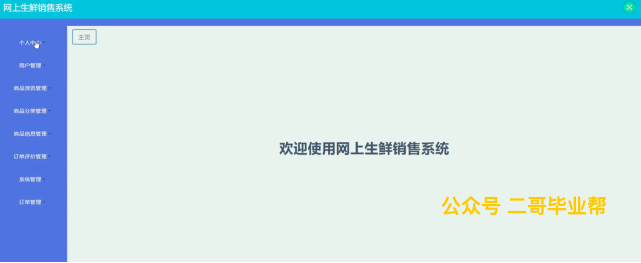 网上生鲜销售系统
主页
个人中心
用户管理
商品资讯管理
商品分类管理
商品信息管理
订单评价管理
系统管理
订单管理
欢迎使用网上生鲜销售系统
公众号 二哥毕业帮